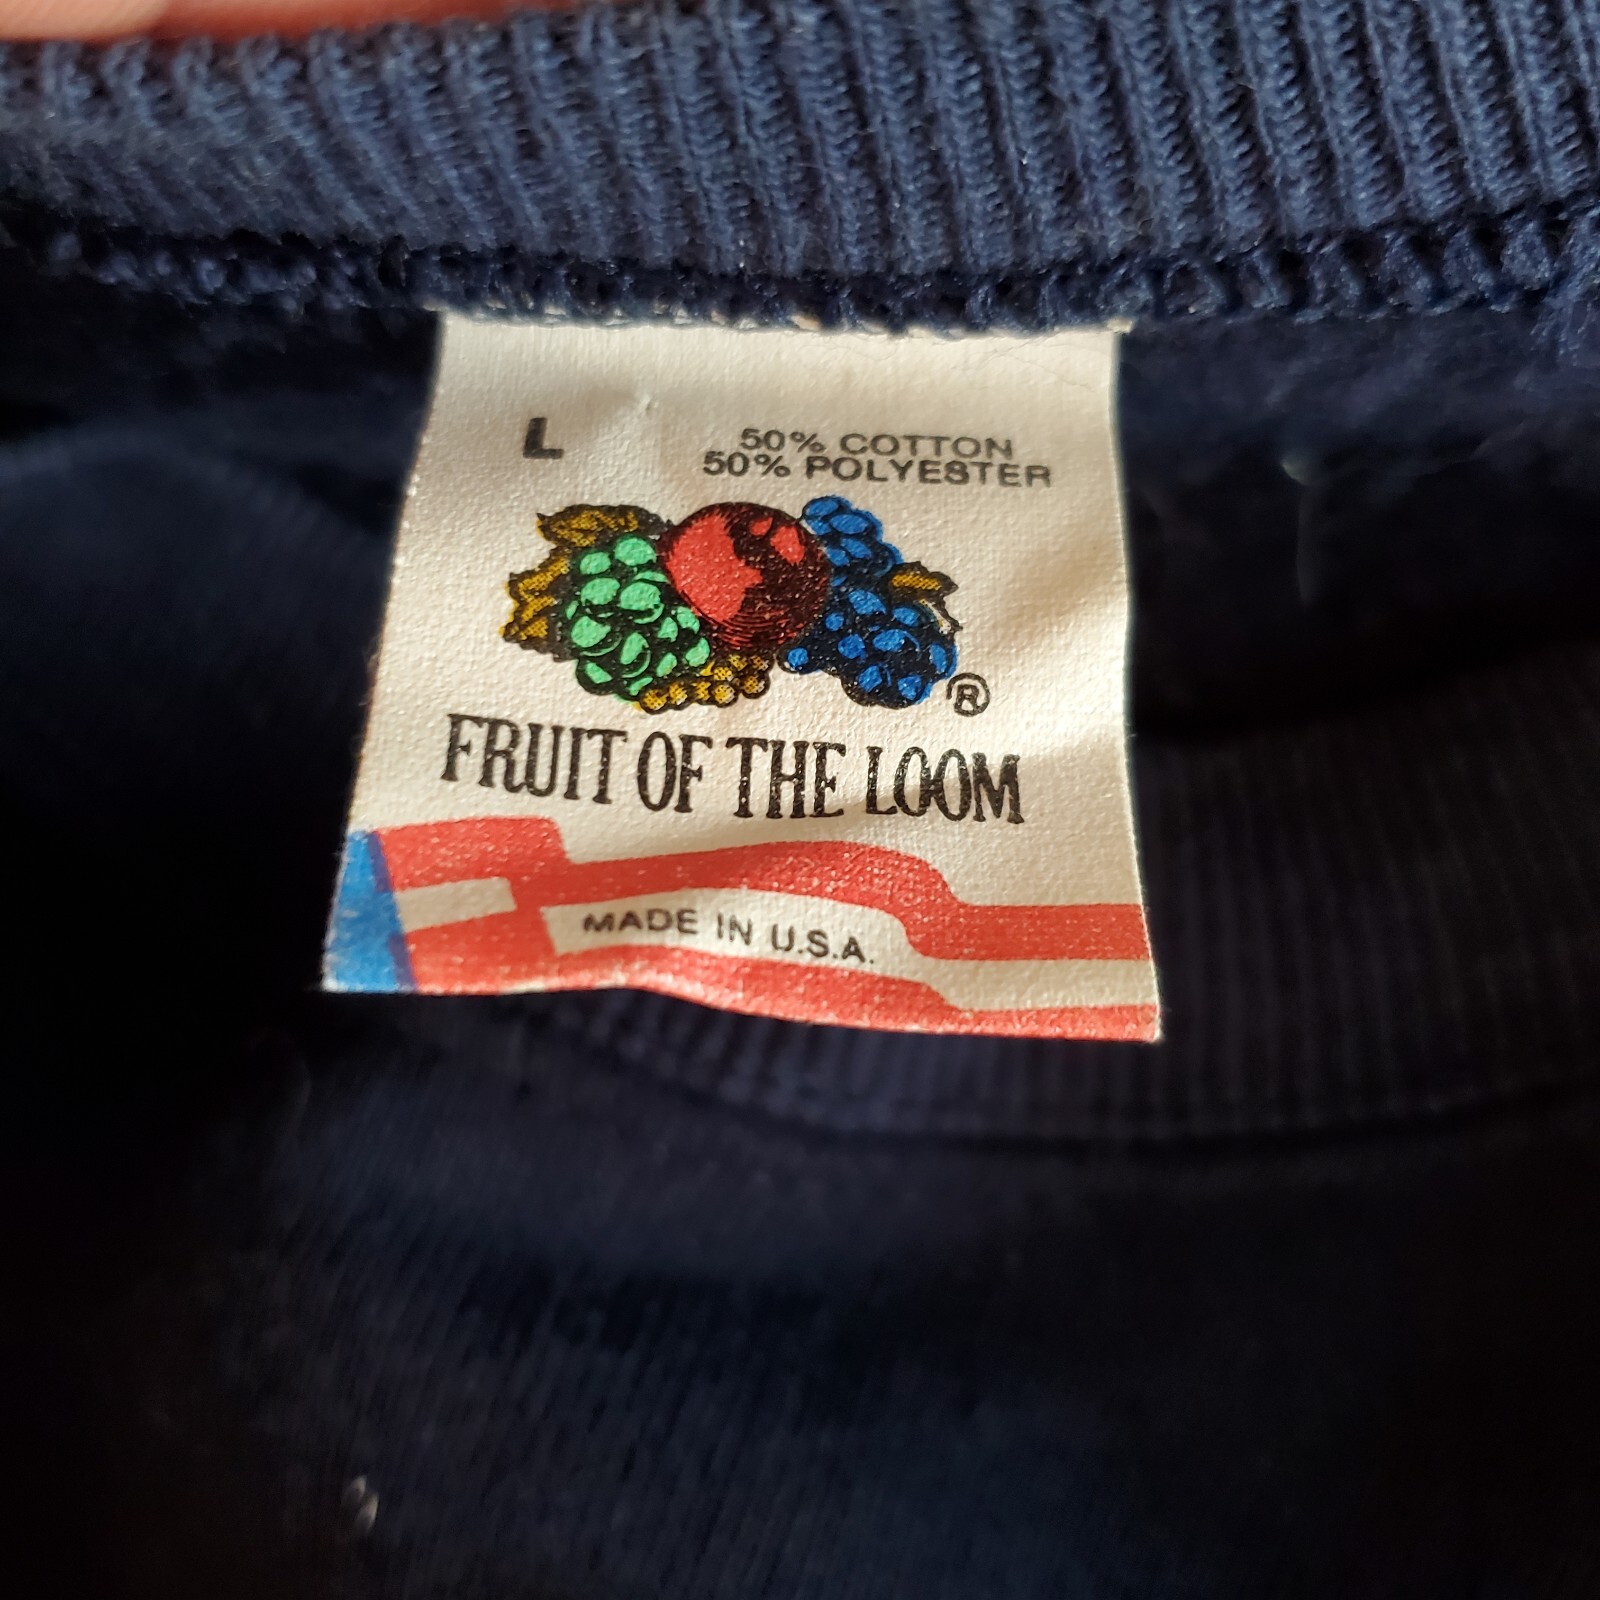 L
50% COTTON
50% POLYESTER
®
FRUIT OF THE LOOM
MADE IN U.S.A.